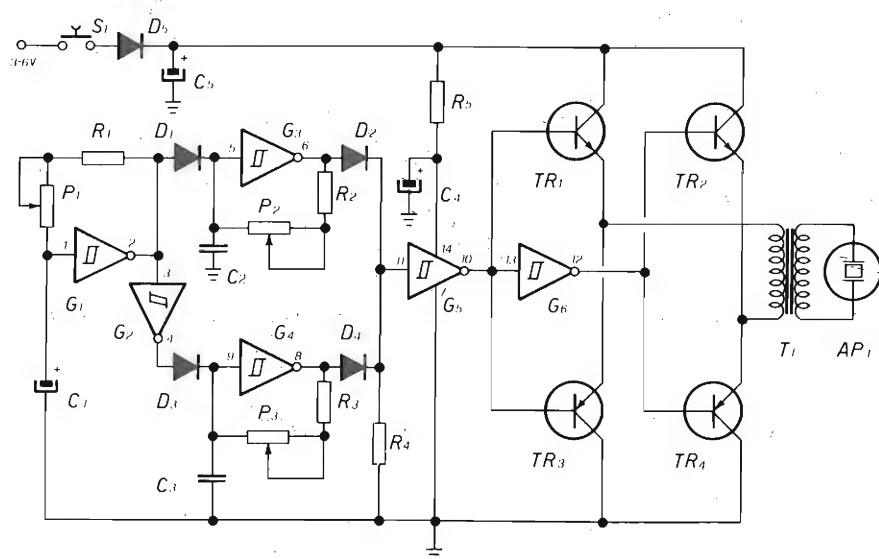 S1 D5
3-6V
+
C5
R5
R1 D1 G3 D2
5 6
TR1 TR2
P1
R2
P2
+
C4
1 2
14
C2
11 10 13 12
3
7
G1
G5 G6
G2 G4 D4
T1 AP1
4 9 8
D3
R3
P3
C1
R4
TR3 TR4
C3